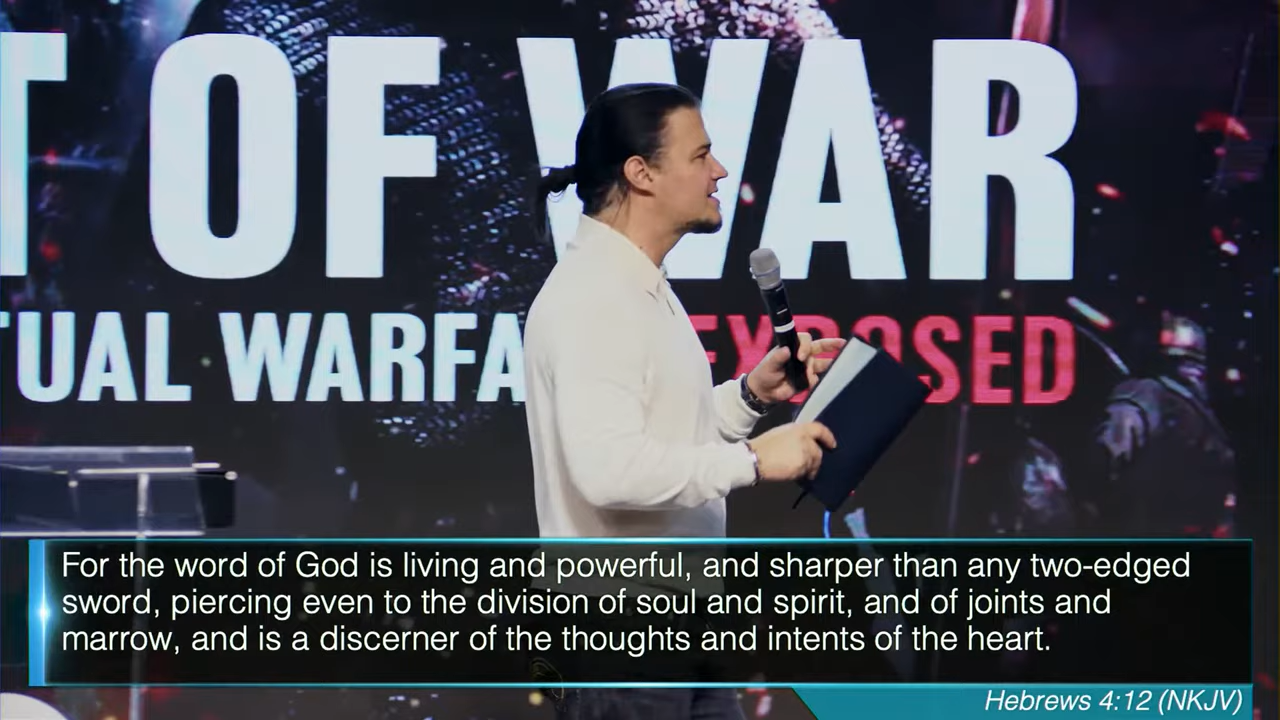 T OF WAR
TUAL WARFA EXPOSED
For the word of God is living and powerful, and sharper than any two-edged
sword, piercing even to the division of soul and spirit, and of joints and
marrow, and is a discerner of the thoughts and intents of the heart.
Hebrews 4:12 (NKJV)